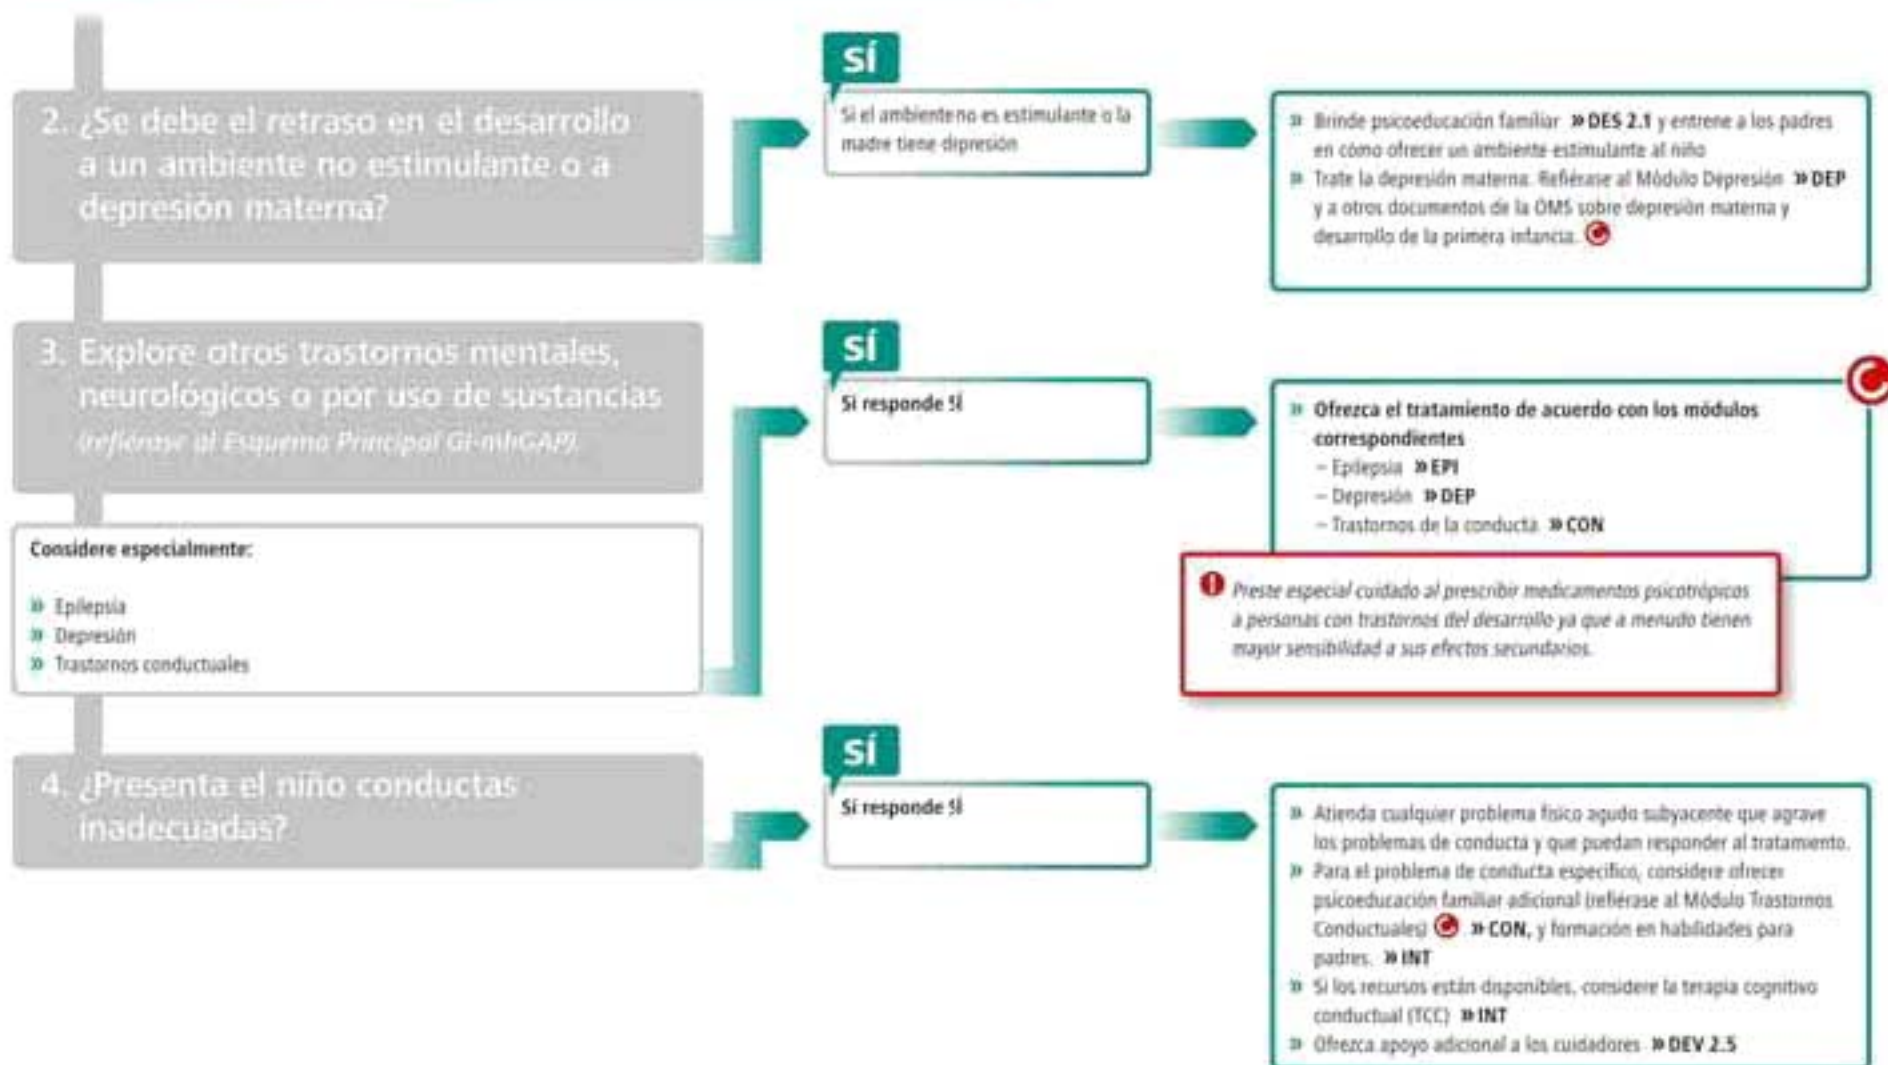 2. ¿Se debe el retraso en el desarrollo
a un ambiente no estimulante o a
depresión materna?
SÍ
Si el ambiente no es estimulante o la
madre tiene dipresión
» Brinde psicoeducación familiar »DES 2.1 y entrene a los padres
en cómo ofrecer un ambiente estimulante al niño
» Trate la depresión materna. Refiérase al Módulo Depresión »DEP
y a otros documentos de la OMS sobre depresión materna y
desarrollo de la primera infancia.
3. Explore otros trastornos mentales,
neurológicos o por uso de sustancias
(refiérase al Esquema Principal GI-mhGAP).
Considere especialmente:
» Epilepsia
» Depresión
» Trastornos conductuales
SÍ
Si responde SÍ
» Ofrezca el tratamiento de acuerdo con los módulos
correspondientes
– Epilepsia »EPI
– Depresión »DEP
– Trastornos de la conducta »CON
! Preste especial cuidado al prescribir medicamentos psicotrópicos
a personas con trastornos del desarrollo ya que a menudo tienen
mayor sensibilidad a sus efectos secundarios.
4. ¿Presenta el niño conductas
inadecuadas?
SÍ
Sí responde SÍ
» Atienda cualquier problema físico agudo subyacente que agrave
los problemas de conducta y que puedan responder al tratamiento.
» Para el problema de conducta específico, considere ofrecer
psicoeducación familiar adicional (refiérase al Módulo Trastornos
Conductuales) »CON, y formación en habilidades para
padres. »INT
» Si los recursos están disponibles, considere la terapia cognitivo
conductual (TCC) »INT
» Ofrezca apoyo adicional a los cuidadores »DEV 2.5